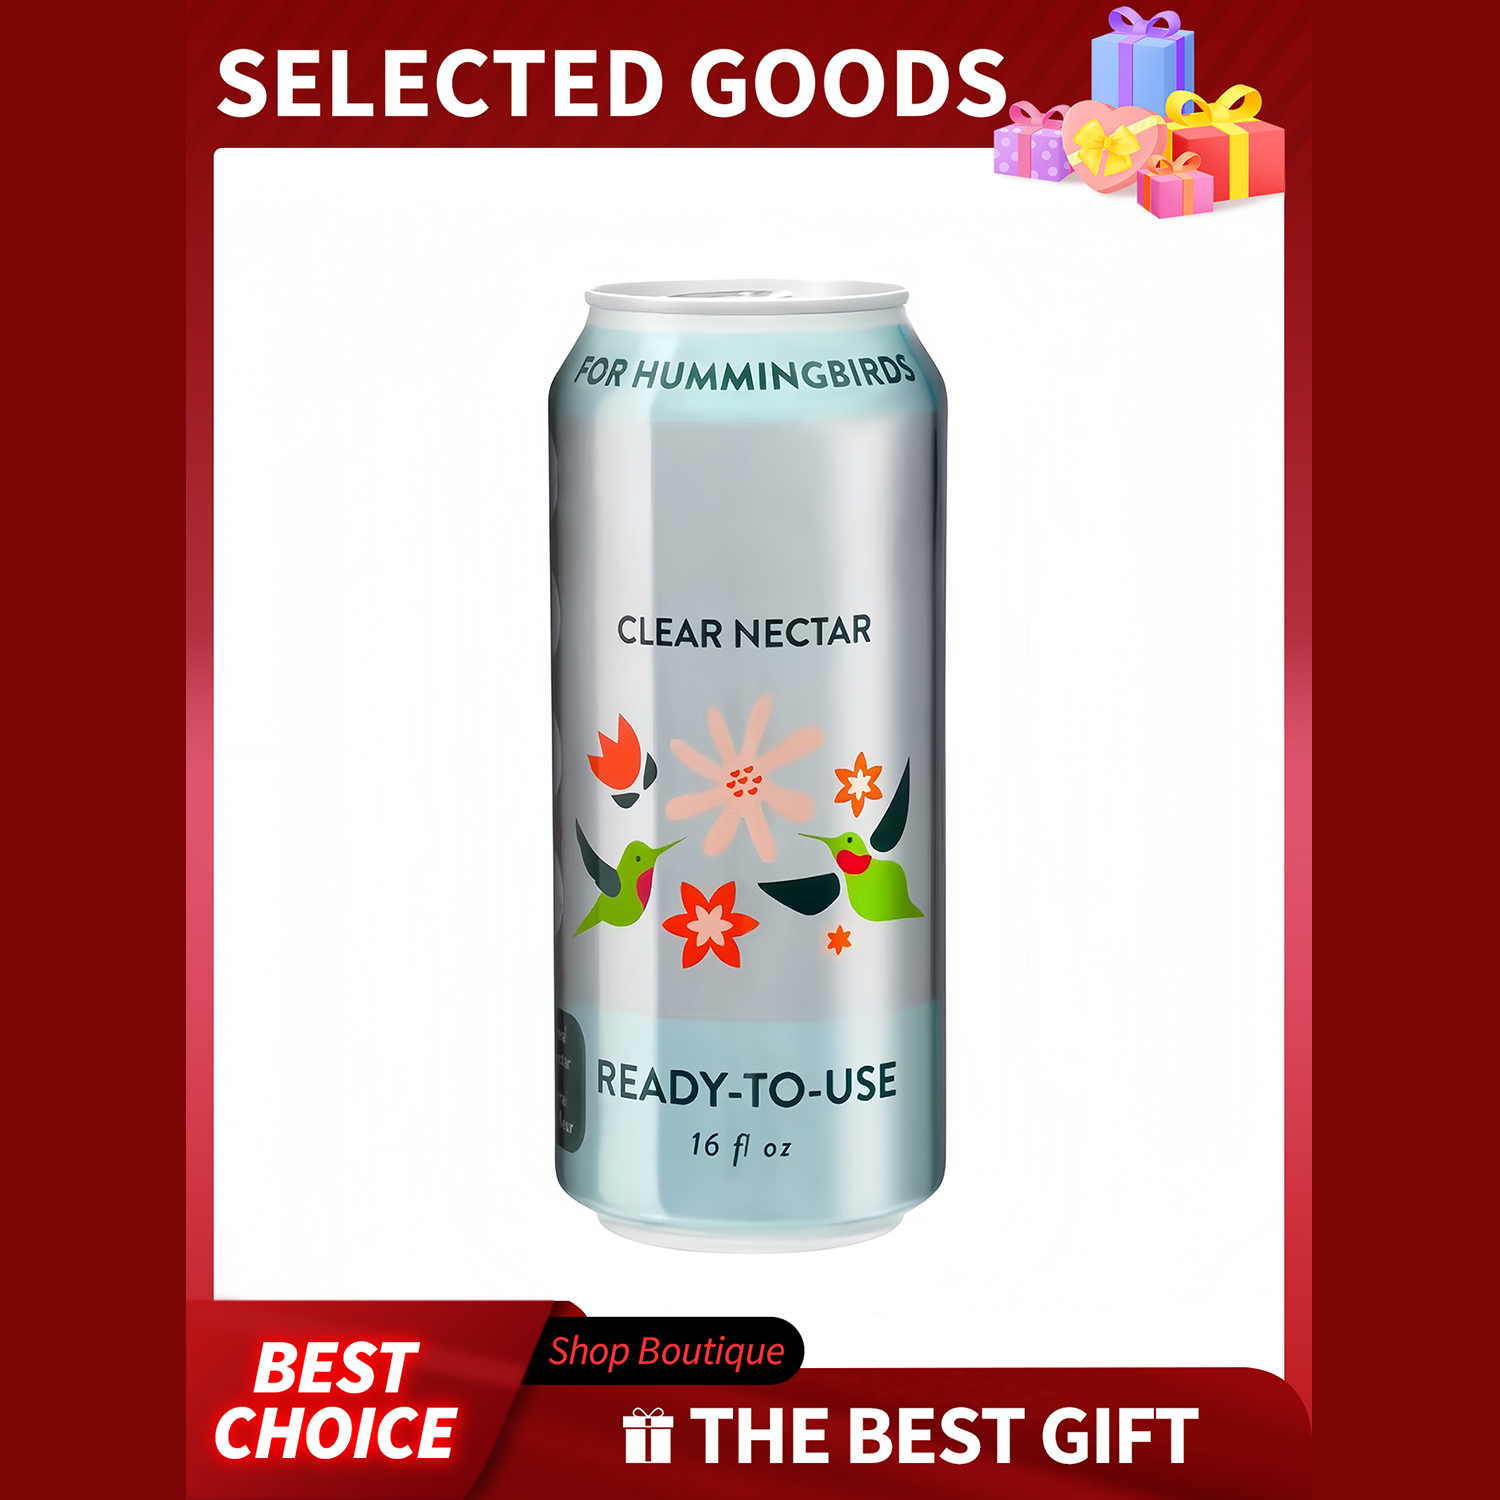 SELECTED GOODS
FOR HUMMINGBIRDS
CLEAR NECTAR
READY-TO-USE
16 fl oz
BEST
CHOICE
Shop Boutique
THE BEST GIFT